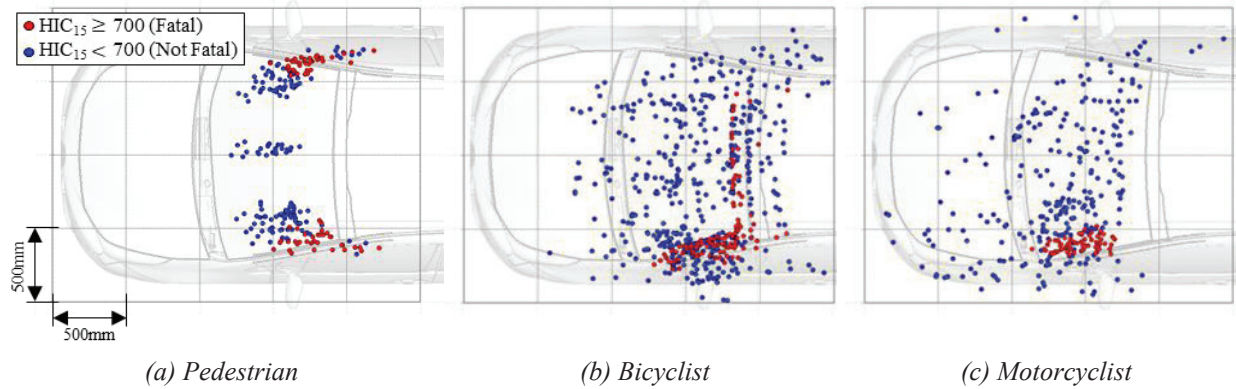 HIC15 ≥ 700 (Fatal)
HIC15 < 700 (Not Fatal)
500mm
500mm
(a) Pedestrian
(b) Bicyclist
(c) Motorcyclist